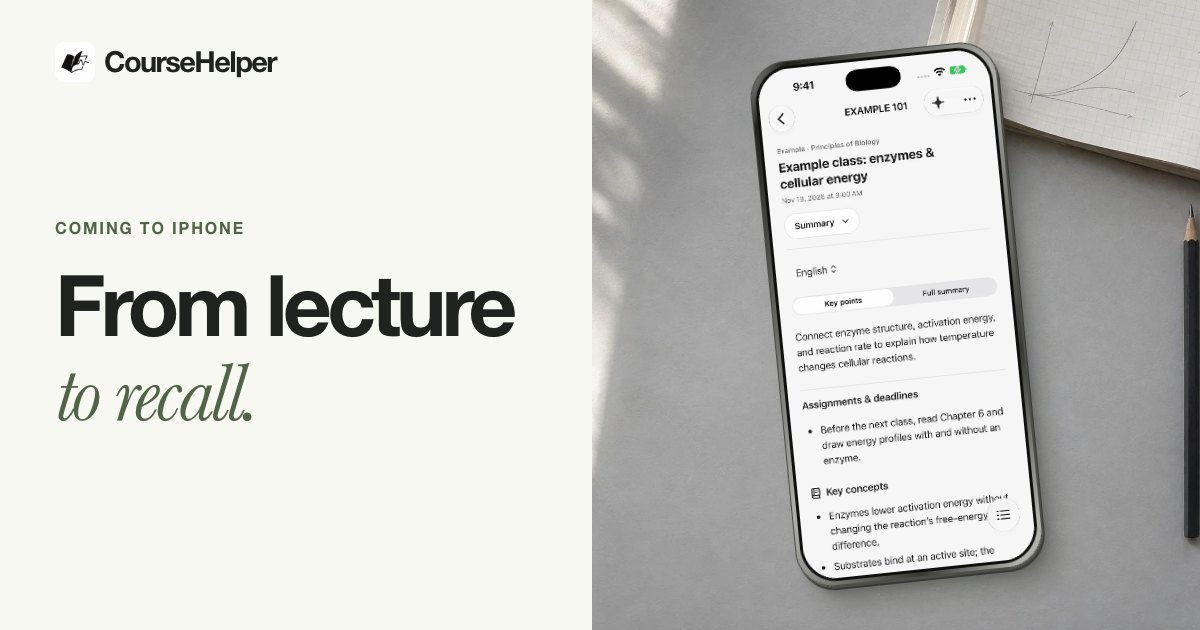 CourseHelper
COMING TO IPHONE
From lecture
to recall.
9:41
EXAMPLE 101
Example · Principles of Biology
Example class: enzymes &
cellular energy
Nov 19, 2026 at 9:00 AM
Summary
English
Key points
Full summary
Connect enzyme structure, activation energy,
and reaction rate to explain how temperature
changes cellular reactions.
Assignments & deadlines
• Before the next class, read Chapter 6 and
draw energy profiles with and without an
enzyme.
Key concepts
• Enzymes lower activation energy without
changing the reaction's free-energy
difference.
• Substrates bind at an active site; the